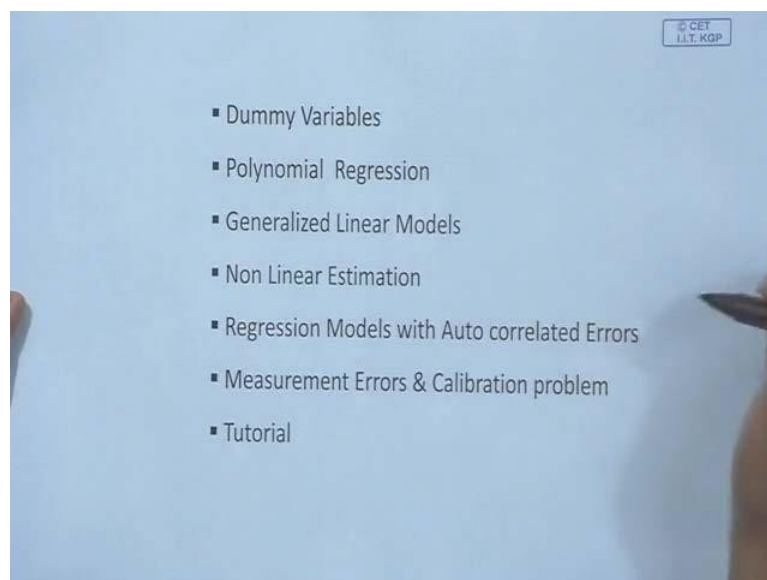 © CET
I.I.T. KGP
▪ Dummy Variables
▪ Polynomial Regression
▪ Generalized Linear Models
▪ Non Linear Estimation
▪ Regression Models with Auto correlated Errors
▪ Measurement Errors & Calibration problem
▪ Tutorial